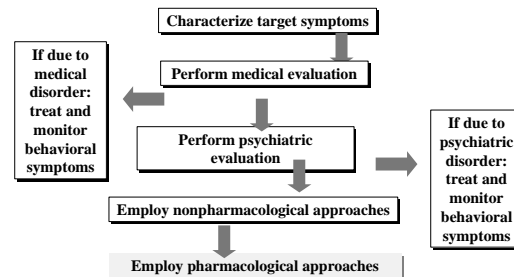 Characterize target symptoms
If due to
medical
disorder:
treat and
monitor
behavioral
symptoms
Perform medical evaluation
Perform psychiatric
evaluation
If due to
psychiatric
disorder:
treat and
monitor
behavioral
symptoms
Employ nonpharmacological approaches
Employ pharmacological approaches